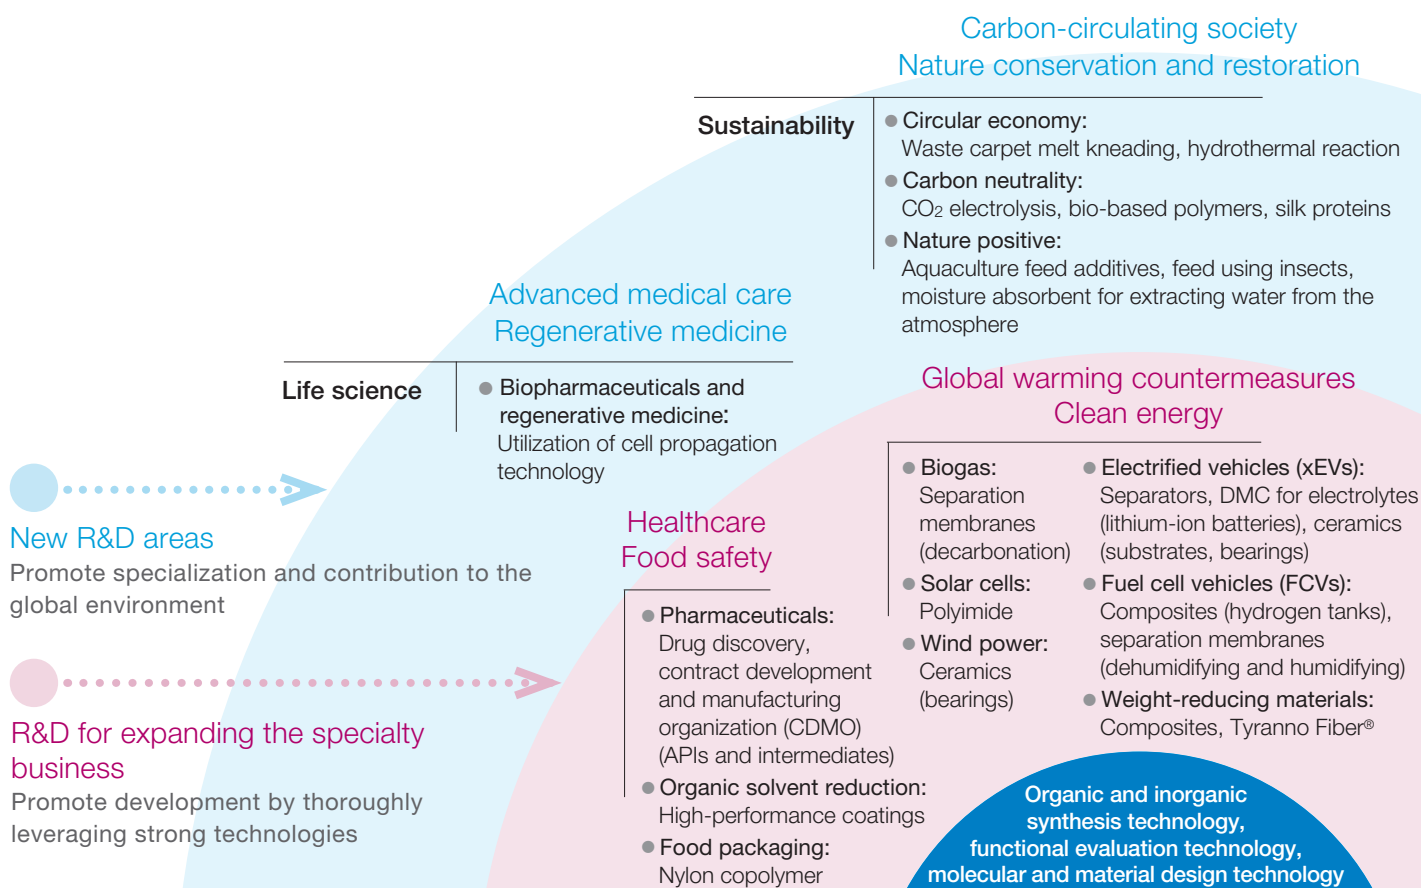 Carbon-circulating society
Nature conservation and restoration
Sustainability
● Circular economy:
Waste carpet melt kneading, hydrothermal reaction
● Carbon neutrality:
CO₂ electrolysis, bio-based polymers, silk proteins
● Nature positive:
Aquaculture feed additives, feed using insects,
moisture absorbent for extracting water from the
atmosphere
Advanced medical care
Regenerative medicine
Life science
● Biopharmaceuticals and
regenerative medicine:
Utilization of cell propagation
technology
Global warming countermeasures
Clean energy
● Biogas:
Separation
membranes
(decarbonation)
● Solar cells:
Polyimide
● Wind power:
Ceramics
(bearings)
● Electrified vehicles (xEVs):
Separators, DMC for electrolytes
(lithium-ion batteries), ceramics
(substrates, bearings)
● Fuel cell vehicles (FCVs):
Composites (hydrogen tanks),
separation membranes
(dehumidifying and humidifying)
● Weight-reducing materials:
Composites, Tyranno Fiber®
New R&D areas
Promote specialization and contribution to the
global environment
Healthcare
Food safety
● Pharmaceuticals:
Drug discovery,
contract development
and manufacturing
organization (CDMO)
(APIs and intermediates)
● Organic solvent reduction:
High-performance coatings
● Food packaging:
Nylon copolymer
R&D for expanding the specialty
business
Promote development by thoroughly
leveraging strong technologies
Organic and inorganic
synthesis technology,
functional evaluation technology,
molecular and material design technology